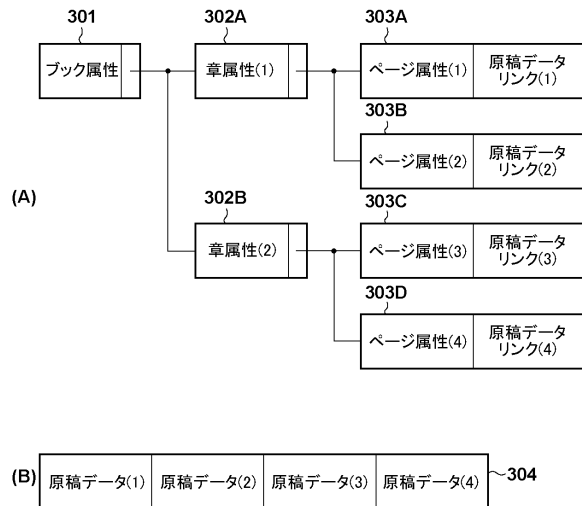 301
302A
303A
ブック属性
章属性(1)
ページ属性(1)
原稿データ
リンク(1)
303B
ページ属性(2)
原稿データ
リンク(2)
(A)
302B
303C
章属性(2)
ページ属性(3)
原稿データ
リンク(3)
303D
ページ属性(4)
原稿データ
リンク(4)
(B)
原稿データ(1)
原稿データ(2)
原稿データ(3)
原稿データ(4)
304